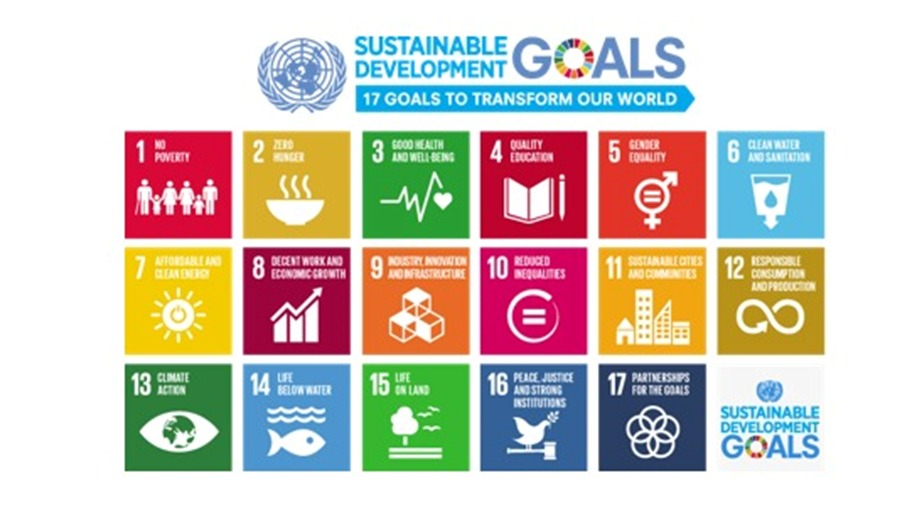 SUSTAINABLE
DEVELOPMENT
GOALS
17 GOALS TO TRANSFORM OUR WORLD
1 NO
POVERTY
2 ZERO
HUNGER
3 GOOD HEALTH
AND WELL-BEING
4 QUALITY
EDUCATION
5 GENDER
EQUALITY
6 CLEAN WATER
AND SANITATION
7 AFFORDABLE AND
CLEAN ENERGY
8 DECENT WORK AND
ECONOMIC GROWTH
9 INDUSTRY, INNOVATION
AND INFRASTRUCTURE
10 REDUCED
INEQUALITIES
11 SUSTAINABLE CITIES
AND COMMUNITIES
12 RESPONSIBLE
CONSUMPTION
AND PRODUCTION
13 CLIMATE
ACTION
14 LIFE
BELOW WATER
15 LIFE
ON LAND
16 PEACE, JUSTICE
AND STRONG
INSTITUTIONS
17 PARTNERSHIPS
FOR THE GOALS
SUSTAINABLE
DEVELOPMENT
GOALS